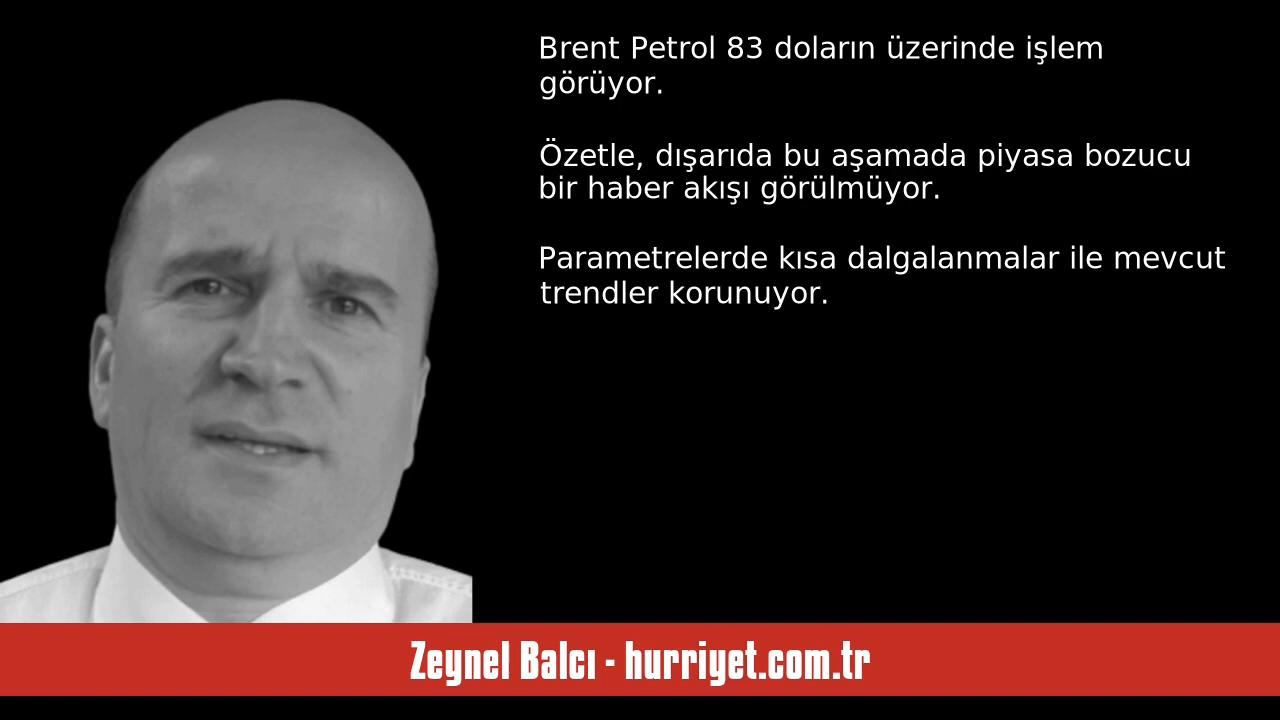 Brent Petrol 83 doların üzerinde işlem
görüyor.
Özetle, dışarıda bu aşamada piyasa bozucu
bir haber akışı görülmüyor.
Parametrelerde kısa dalgalanmalar ile mevcut
trendler korunuyor.
Zeynel Balcı - hurriyet.com.tr